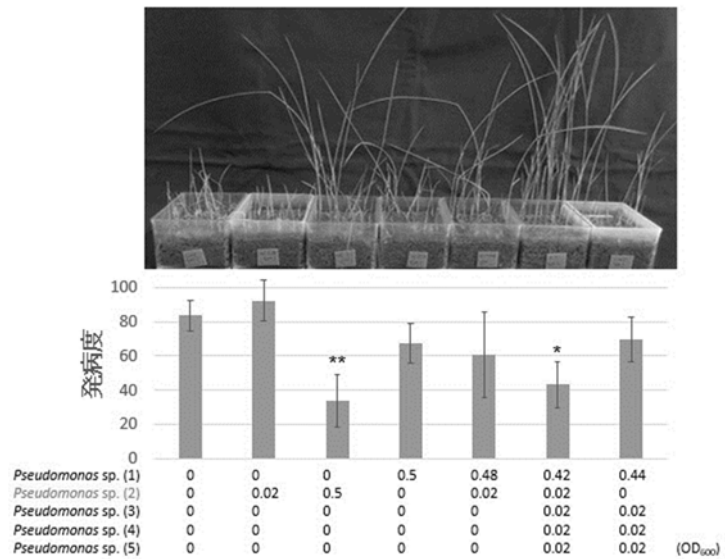 100
80
60
40
20
0
発病度
**
*
Pseudomonas sp. (1) 0 0 0 0.5 0.48 0.42 0.44
Pseudomonas sp. (2) 0 0.02 0.5 0 0.02 0.02 0
Pseudomonas sp. (3) 0 0 0 0 0 0.02 0.02
Pseudomonas sp. (4) 0 0 0 0 0 0.02 0.02
Pseudomonas sp. (5) 0 0 0 0 0 0.02 0.02 (OD600)